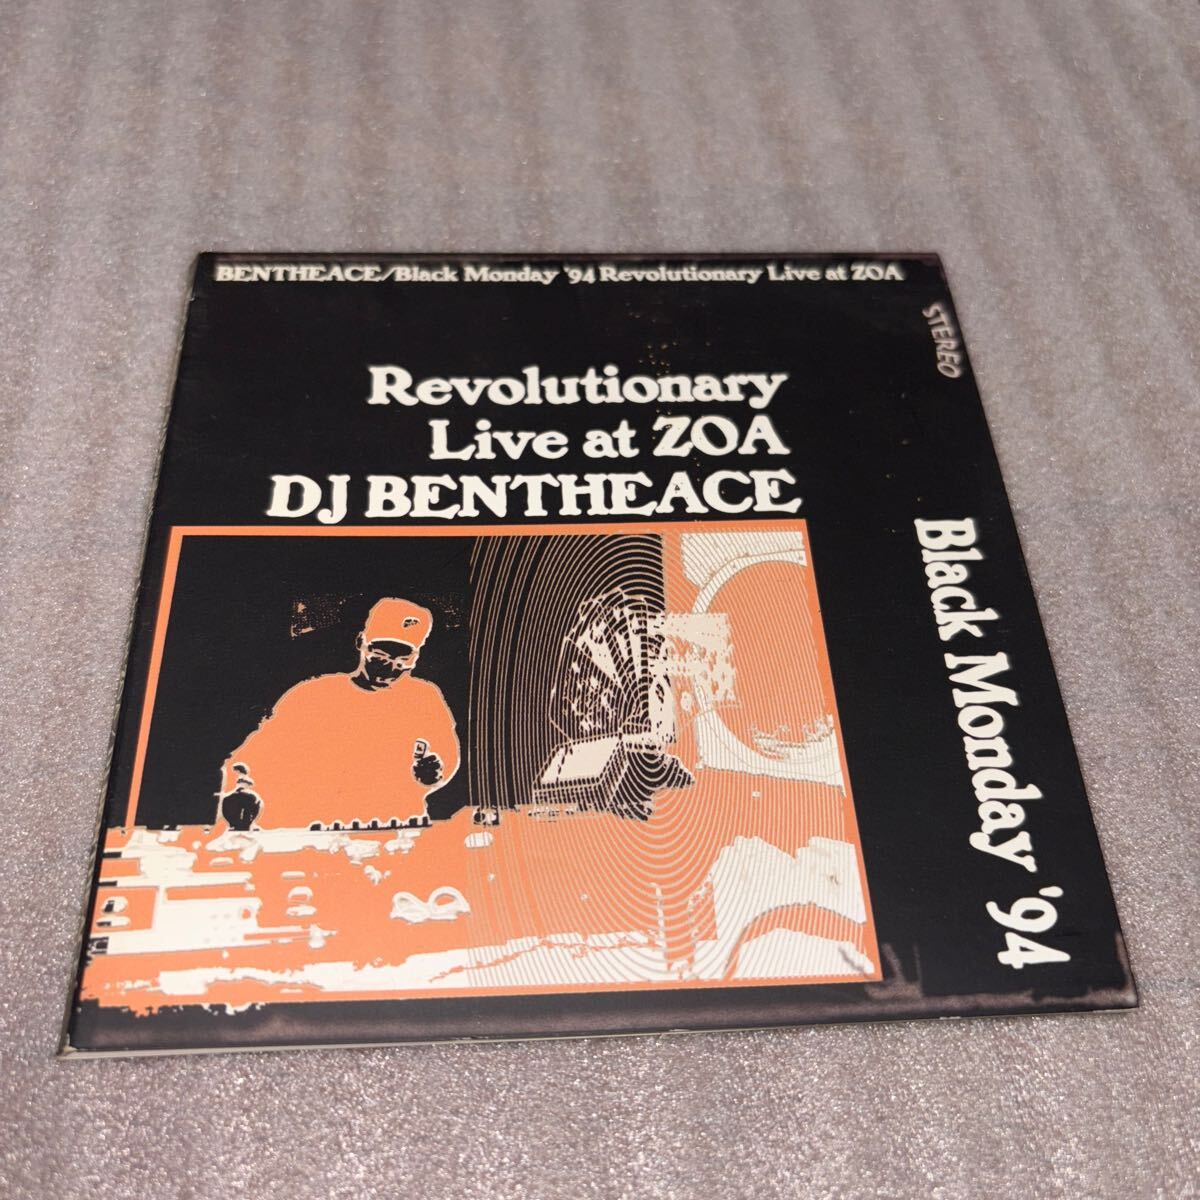 BENTHEACE/Black Monday '94 Revolutionary Live at ZOA
STEREO
Revolutionary
Live at ZOA
DJ BENTHEACE
Black Monday '94